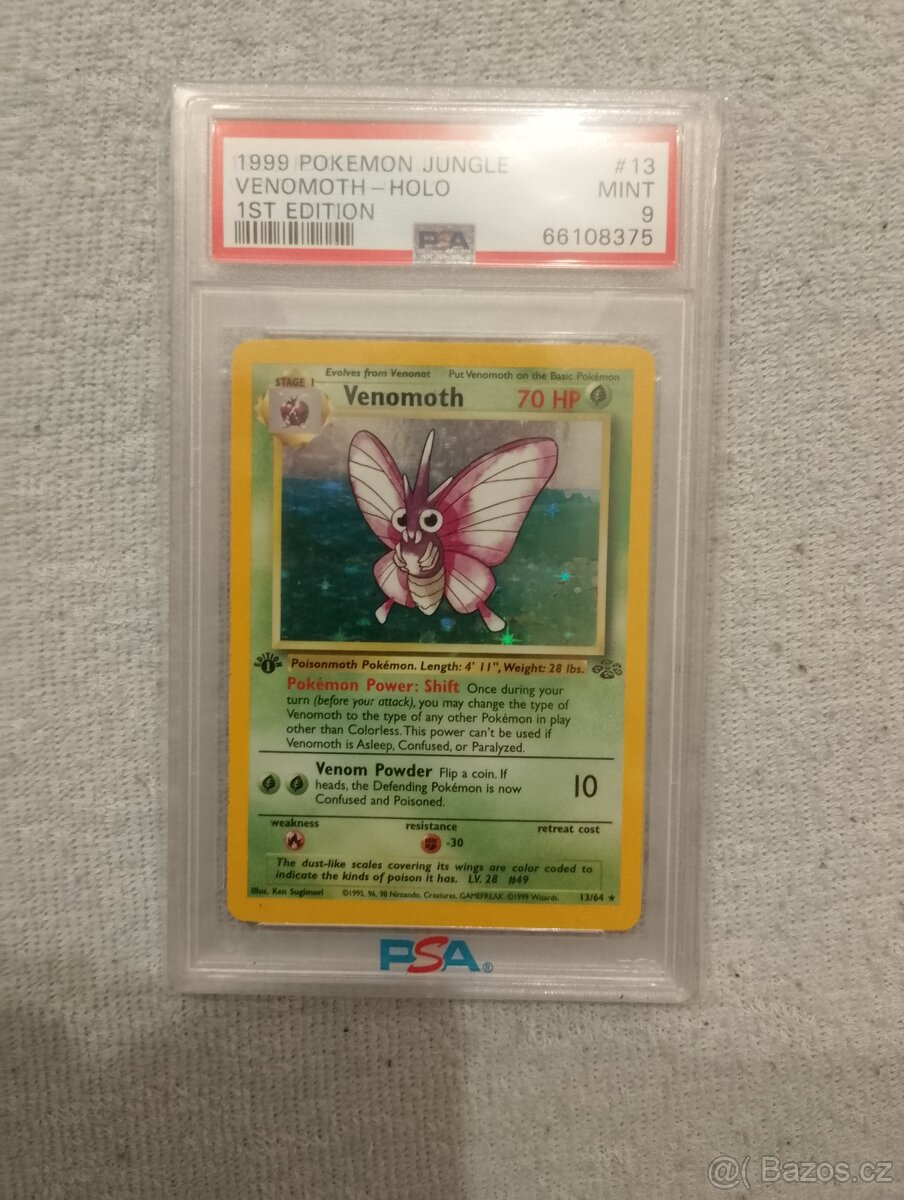 1999 POKEMON JUNGLE #13
VENOMOTH - HOLO MINT
1ST EDITION 9
PSA 66108375
Evolves from Venonat Put Venomoth on the Basic Pokémon
STAGE 1
Venomoth 70 HP
EDITION 1
Poisonmoth Pokémon. Length: 4' 11", Weight: 28 lbs.
Pokémon Power: Shift Once during your
turn (before your attack), you may change the type of
Venomoth to the type of any other Pokémon in play
other than Colorless. This power can't be used if
Venomoth is Asleep, Confused, or Paralyzed.
Venom Powder Flip a coin. If
heads, the Defending Pokémon is now
Confused and Poisoned.
10
weakness resistance retreat cost
-30
The dust-like scales covering its wings are color coded to
indicate the kinds of poison it has. LV. 28 #49
Illus. Ken Sugimori ©1995, 96, 98 Nintendo, Creatures, GAMEFREAK. ©1999 Wizards. 13/64 ★
PSA®
@( Bazoš.cz